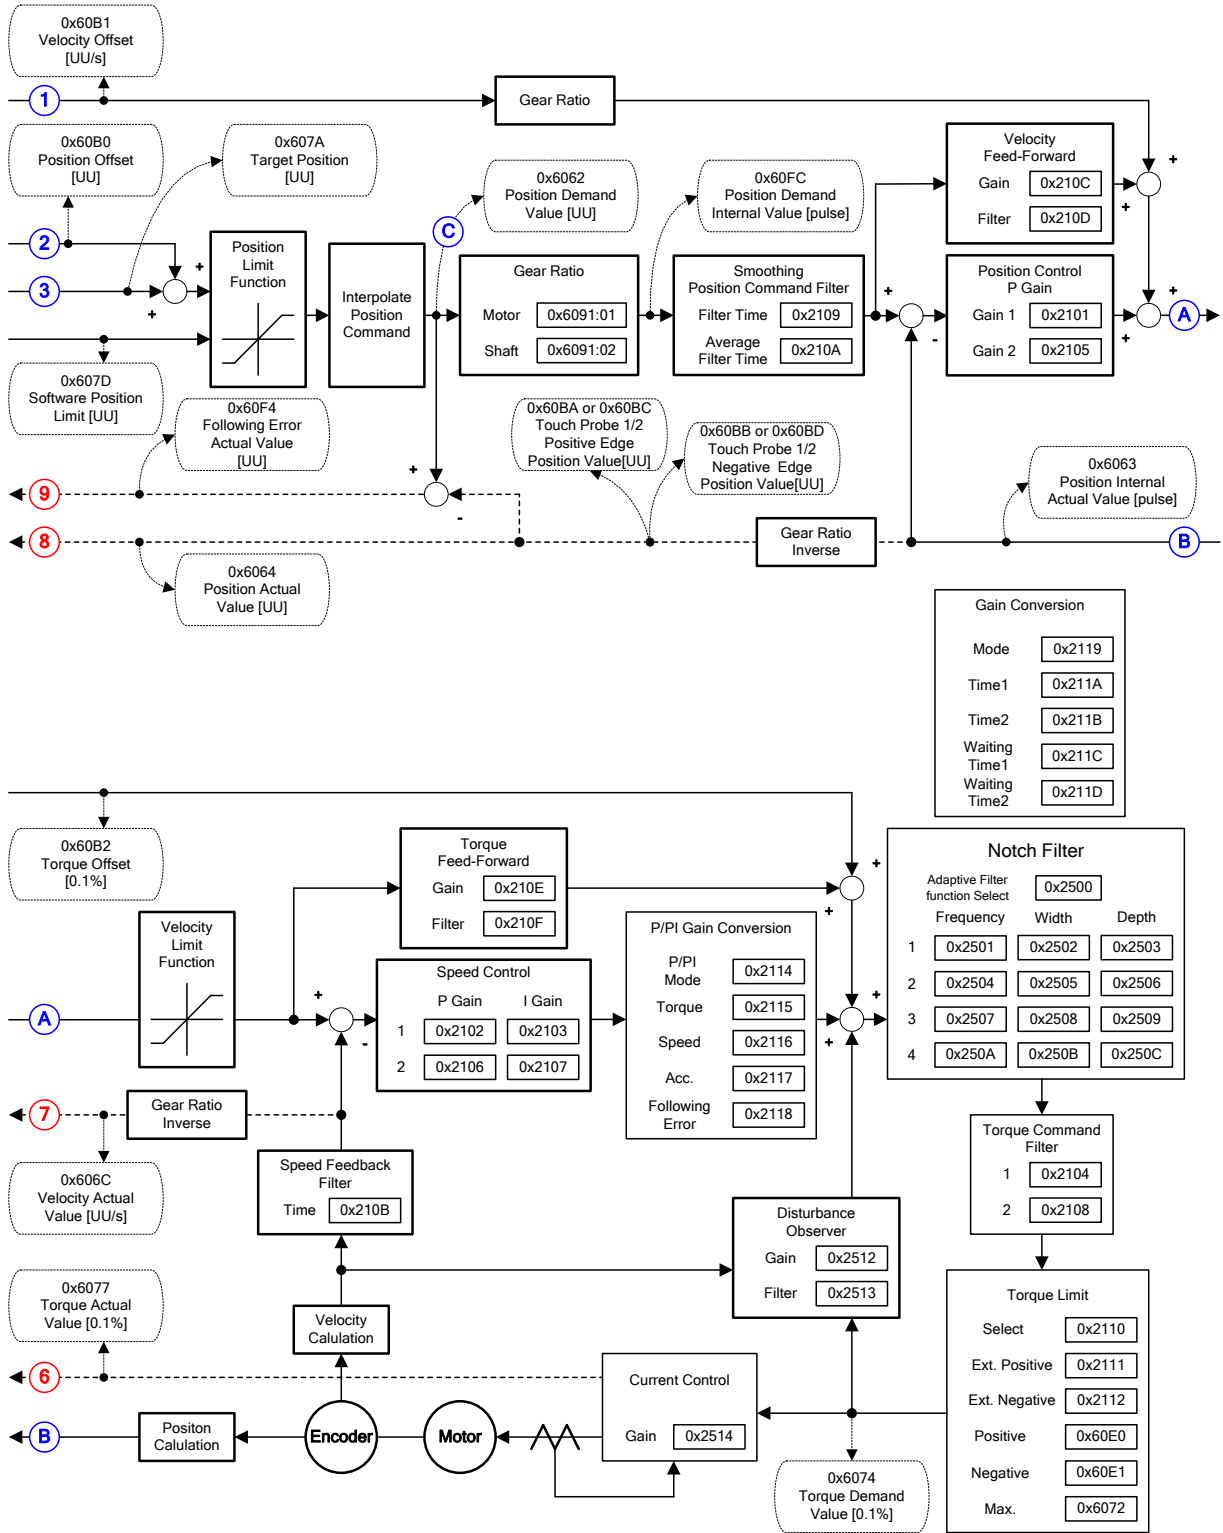 0x60B1
Velocity Offset
[UU/s]
1
Gear Ratio
+
0x60B0
Position Offset
[UU]
0x607A
Target Position
[UU]
0x6062
Position Demand
Value [UU]
0x60FC
Position Demand
Internal Value [pulse]
Velocity
Feed-Forward
Gain 0x210C
Filter 0x210D
+
C
2
3
+
+
Position
Limit
Function
Interpolate
Position
Command
Gear Ratio
Motor 0x6091:01
Shaft 0x6091:02
Smoothing
Position Command Filter
Filter Time 0x2109
Average
Filter Time 0x210A
+
-
Position Control
P Gain
Gain 1 0x2101
Gain 2 0x2105
+
+
A
0x607D
Software Position
Limit [UU]
0x60F4
Following Error
Actual Value
[UU]
0x60BA or 0x60BC
Touch Probe 1/2
Positive Edge
Position Value[UU]
0x60BB or 0x60BD
Touch Probe 1/2
Negative Edge
Position Value[UU]
0x6063
Position Internal
Actual Value [pulse]
9
+
-
8
Gear Ratio
Inverse
B
0x6064
Position Actual
Value [UU]
Gain Conversion
Mode 0x2119
Time1 0x211A
Time2 0x211B
Waiting
Time1 0x211C
Waiting
Time2 0x211D
0x60B2
Torque Offset
[0.1%]
Torque
Feed-Forward
Gain 0x210E
Filter 0x210F
+
+
Notch Filter
Adaptive Filter
function Select 0x2500
Frequency Width Depth
1 0x2501 0x2502 0x2503
2 0x2504 0x2505 0x2506
3 0x2507 0x2508 0x2509
4 0x250A 0x250B 0x250C
A
Velocity
Limit
Function
+
-
Speed Control
P Gain I Gain
1 0x2102 0x2103
2 0x2106 0x2107
P/PI Gain Conversion
P/PI
Mode 0x2114
Torque 0x2115
Speed 0x2116
Acc. 0x2117
Following
Error 0x2118
+
+
7
Gear Ratio
Inverse
0x606C
Velocity Actual
Value [UU/s]
Speed Feedback
Filter
Time 0x210B
Torque Command
Filter
1 0x2104
2 0x2108
Disturbance
Observer
Gain 0x2512
Filter 0x2513
0x6077
Torque Actual
Value [0.1%]
Velocity
Calulation
Torque Limit
Select 0x2110
Ext. Positive 0x2111
Ext. Negative 0x2112
Positive 0x60E0
Negative 0x60E1
Max. 0x6072
6
Current Control
Gain 0x2514
B
Positon
Calulation
Encoder
Motor
0x6074
Torque Demand
Value [0.1%]